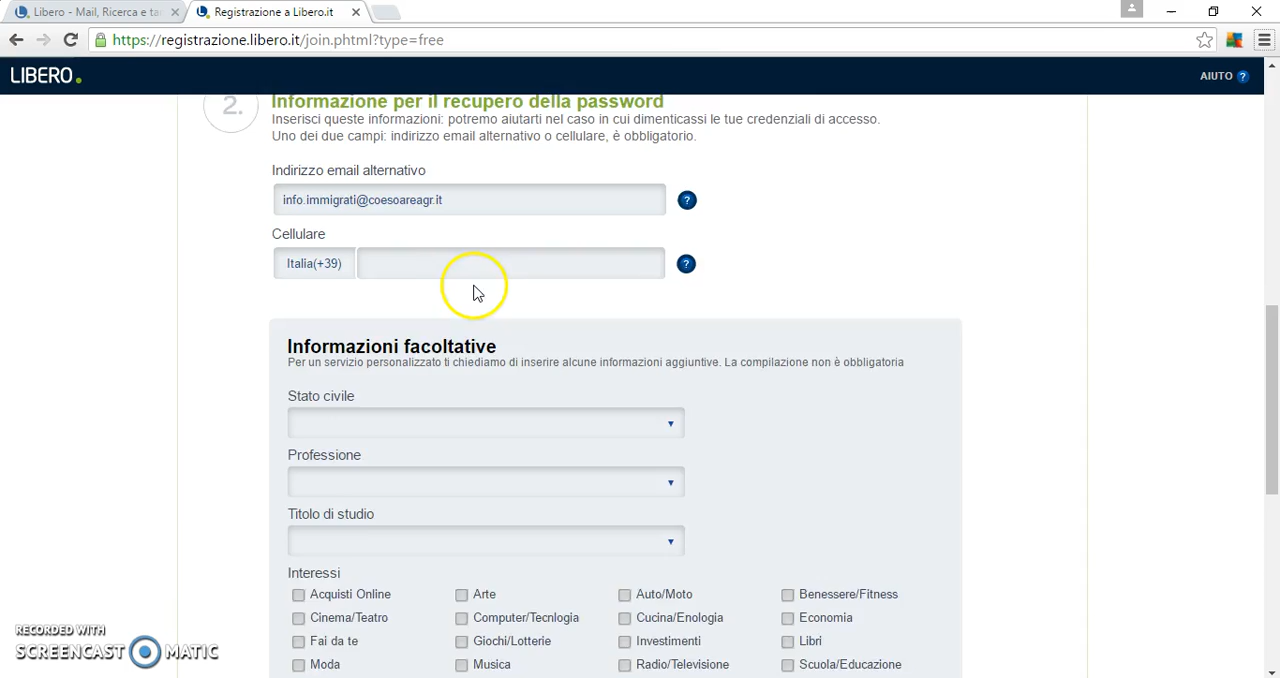 Libero - Mail, Ricerca e ta
Registrazione a Libero.it
https://registrazione.libero.it/join.phtml?type=free
LIBERO.
AIUTO ?
2.
Informazione per il recupero della password
Inserisci queste informazioni: potremo aiutarti nel caso in cui dimenticassi le tue credenziali di accesso.
Uno dei due campi: indirizzo email alternativo o cellulare, è obbligatorio.
Indirizzo email alternativo
info.immigrati@coesoareagr.it
?
Cellulare
Italia(+39)
?
Informazioni facoltative
Per un servizio personalizzato ti chiediamo di inserire alcune informazioni aggiuntive. La compilazione non è obbligatoria
Stato civile
Professione
Titolo di studio
Interessi
Acquisti Online Arte Auto/Moto Benessere/Fitness
Cinema/Teatro Computer/Tecnlogia Cucina/Enologia Economia
Fai da te Giochi/Lotterie Investimenti Libri
Moda Musica Radio/Televisione Scuola/Educazione
RECORDED WITH
SCREENCAST MATIC